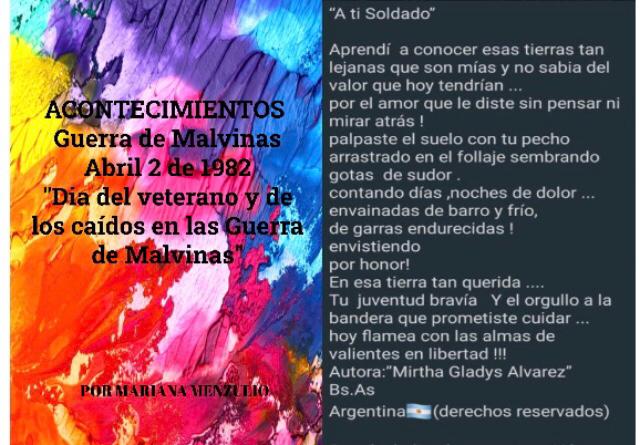 ACONTECIMIENTOS
Guerra de Malvinas
Abril 2 de 1982
"Dia del veterano y de
los caídos en las Guerra
de Malvinas"
POR MARIANA MENZULIO
“A ti Soldado”
Aprendí a conocer esas tierras tan
lejanas que son mías y no sabia del
valor que hoy tendrían ...
por el amor que le diste sin pensar ni
mirar atrás !
palpaste el suelo con tu pecho
arrastrado en el follaje sembrando
gotas de sudor .
contando días ,noches de dolor ...
envainadas de barro y frío,
de garras endurecidas !
envistiendo
por honor!
En esa tierra tan querida ....
Tu juventud bravía Y el orgullo a la
bandera que prometiste cuidar ...
hoy flamea con las almas de
valientes en libertad !!!
Autora:”Mirtha Gladys Alvarez”
Bs.As
Argentina🇦🇷(derechos reservados)